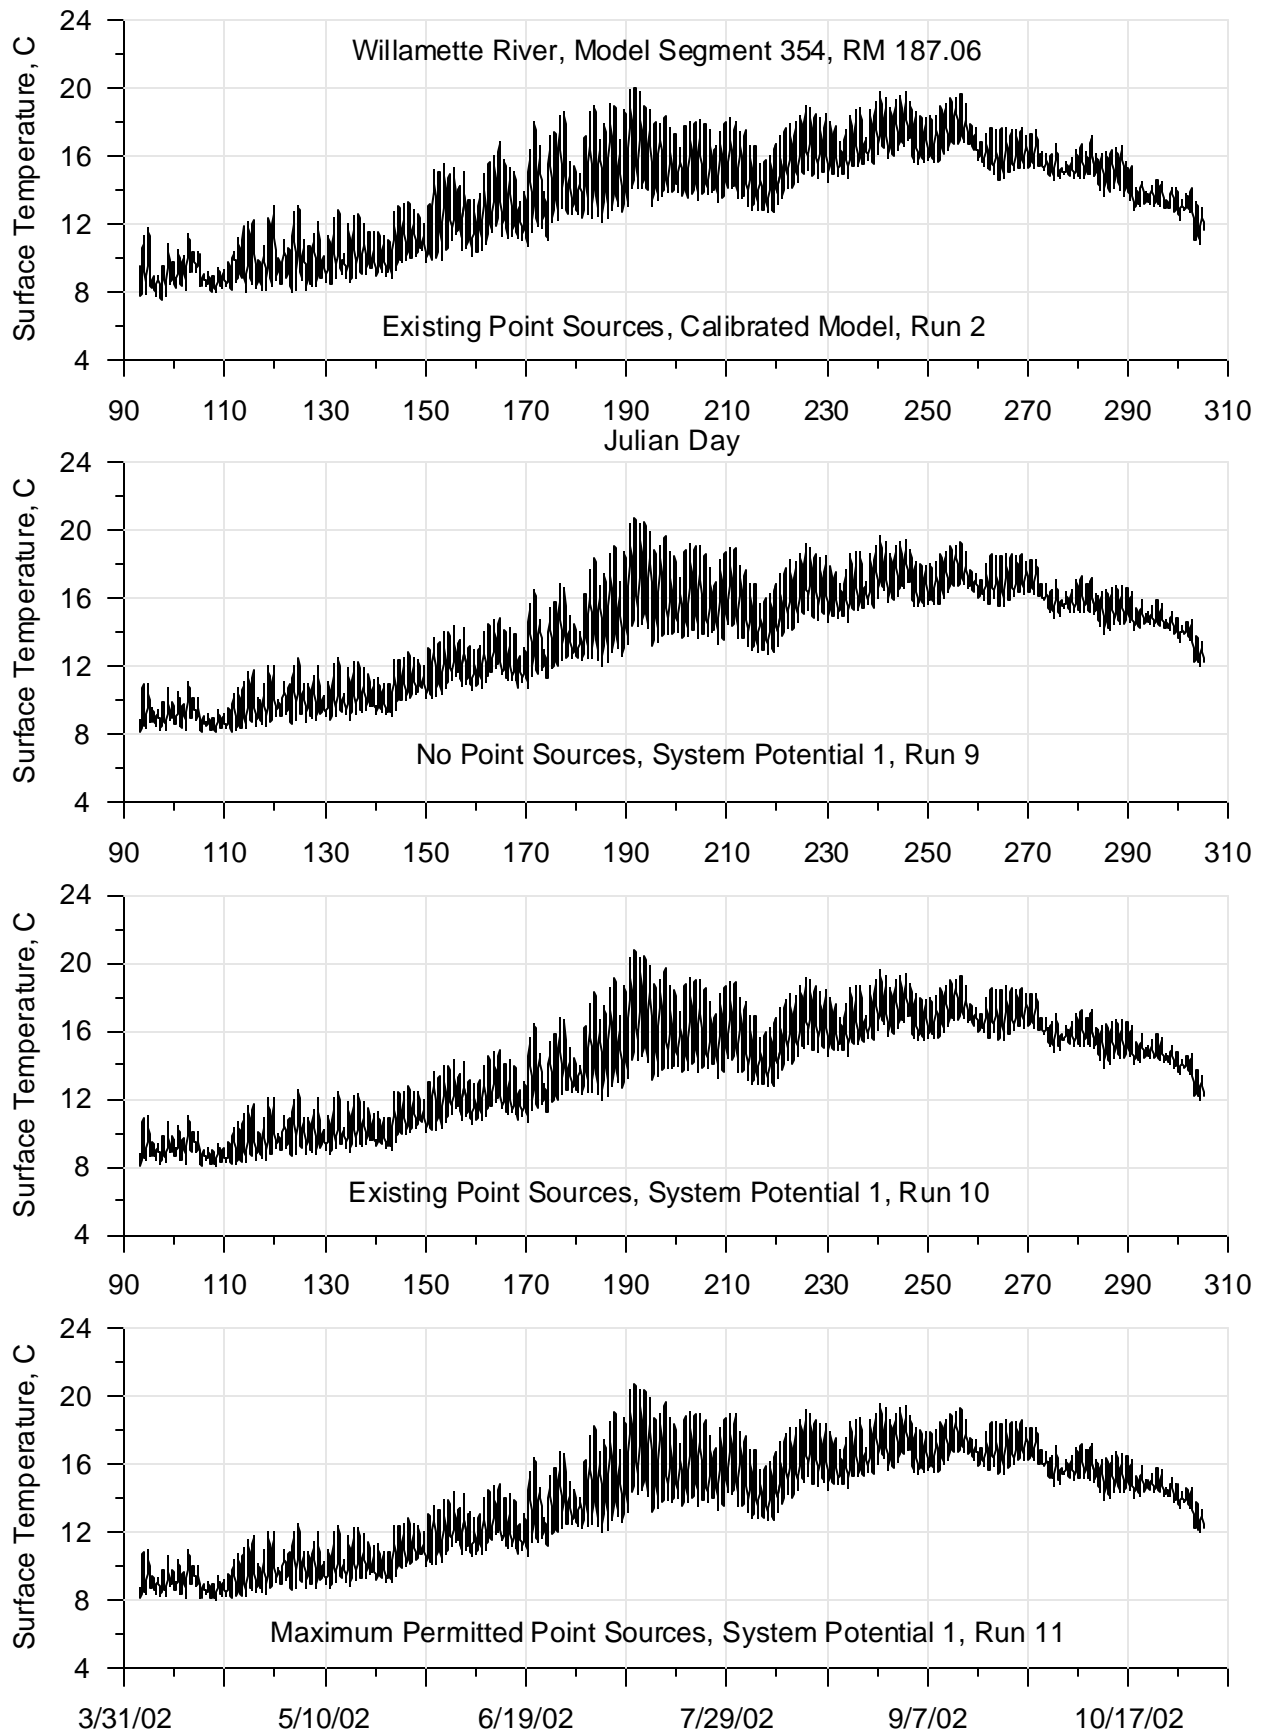 24
Willamette River, Model Segment 354, RM 187.06
20
16
12
8
Existing Point Sources, Calibrated Model, Run 2
4
Surface Temperature, C
90 110 130 150 170 190 210 230 250 270 290 310
Julian Day
24
20
16
12
8
No Point Sources, System Potential 1, Run 9
4
Surface Temperature, C
90 110 130 150 170 190 210 230 250 270 290 310
24
20
16
12
8
Existing Point Sources, System Potential 1, Run 10
4
Surface Temperature, C
90 110 130 150 170 190 210 230 250 270 290 310
24
20
16
12
8
Maximum Permitted Point Sources, System Potential 1, Run 11
4
Surface Temperature, C
3/31/02 5/10/02 6/19/02 7/29/02 9/7/02 10/17/02